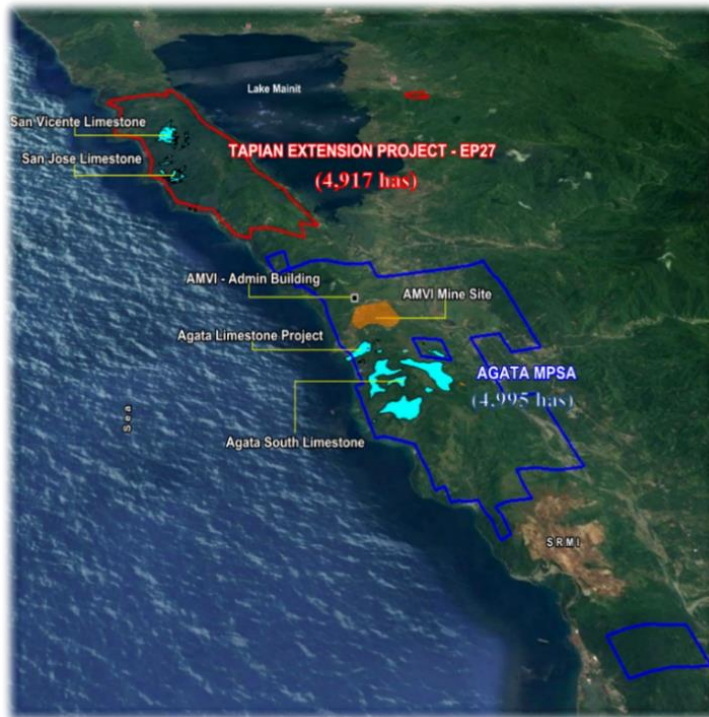 Lake Mainit
San Vicente Limestone
TAPIAN EXTENSION PROJECT - EP27
San Jose Limestone
(4,917 has)
AMVI - Admin Building
AMVI Mine Site
Agata Limestone Project
AGATA MPSA
(4,995 has)
Sea
Agata South Limestone
SRMI